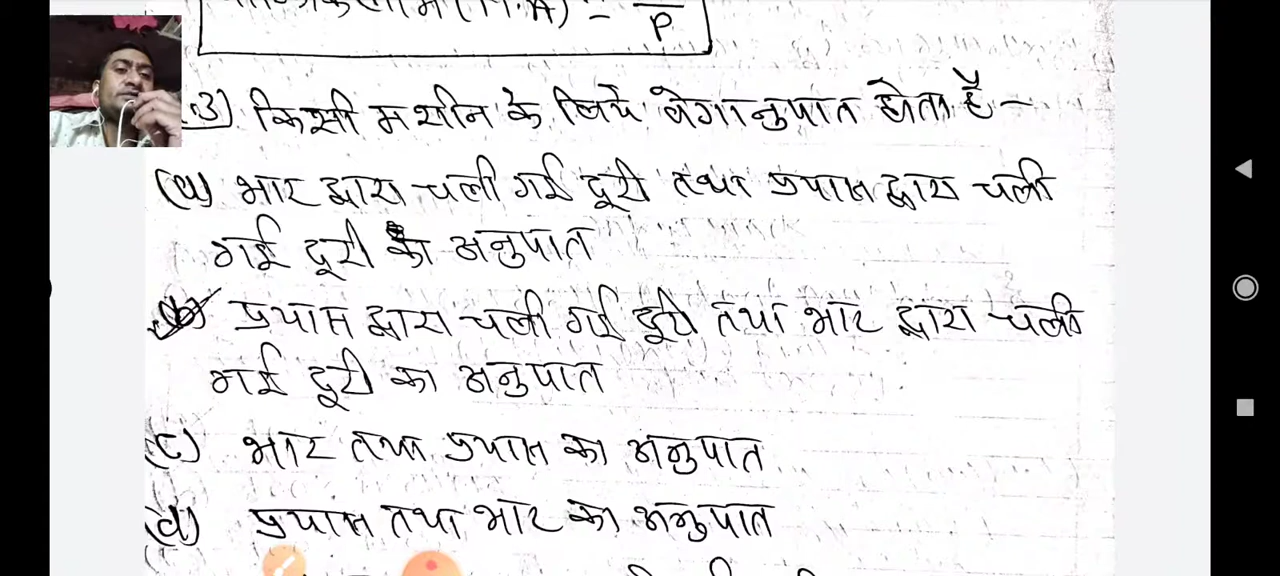 यांत्रिक लाभ (M.A) = — P
.3) किसी मशीन के लिये वेगानुपात होता है -
(a) भार द्वारा चली गई दूरी तथा प्रयास द्वारा चली
गई दूरी का अनुपात
(b) प्रयास द्वारा चली गई दूरी तथा भार द्वारा चली
गई दूरी का अनुपात
(c) भार तथा प्रयास का अनुपात
(d) प्रयास तथा भार का अनुपात